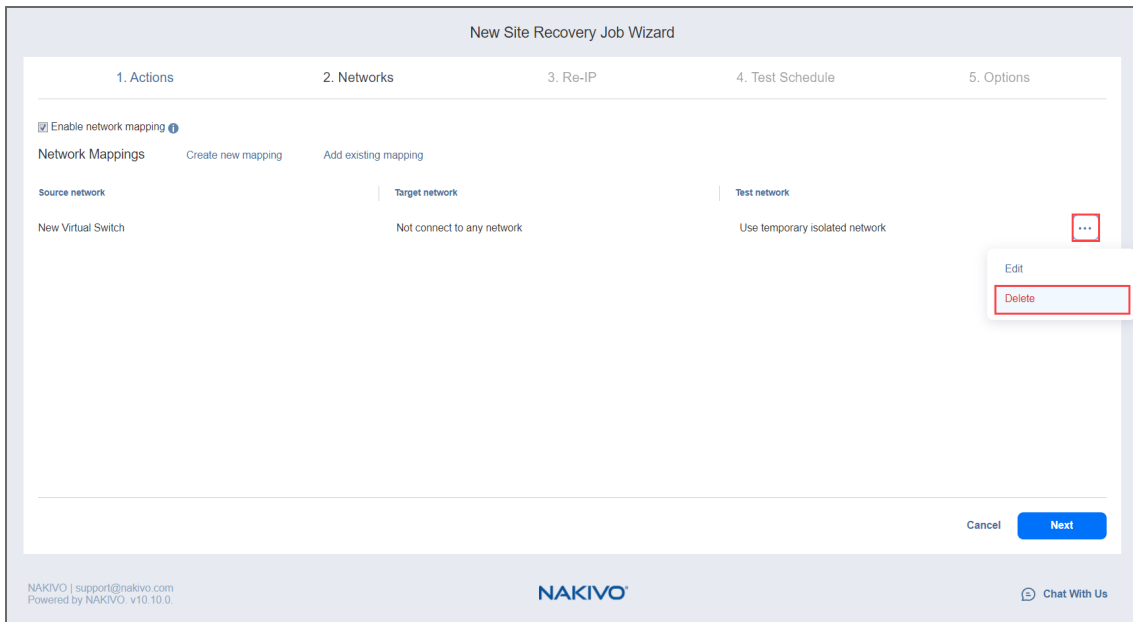 New Site Recovery Job Wizard
1. Actions 2. Networks 3. Re-IP 4. Test Schedule 5. Options
Enable network mapping
Network Mappings Create new mapping Add existing mapping
Source network Target network Test network
New Virtual Switch Not connect to any network Use temporary isolated network ...
Edit
Delete
Cancel Next
NAKIVO | support@nakivo.com
Powered by NAKIVO. v10.10.0.
NAKIVO®
Chat With Us